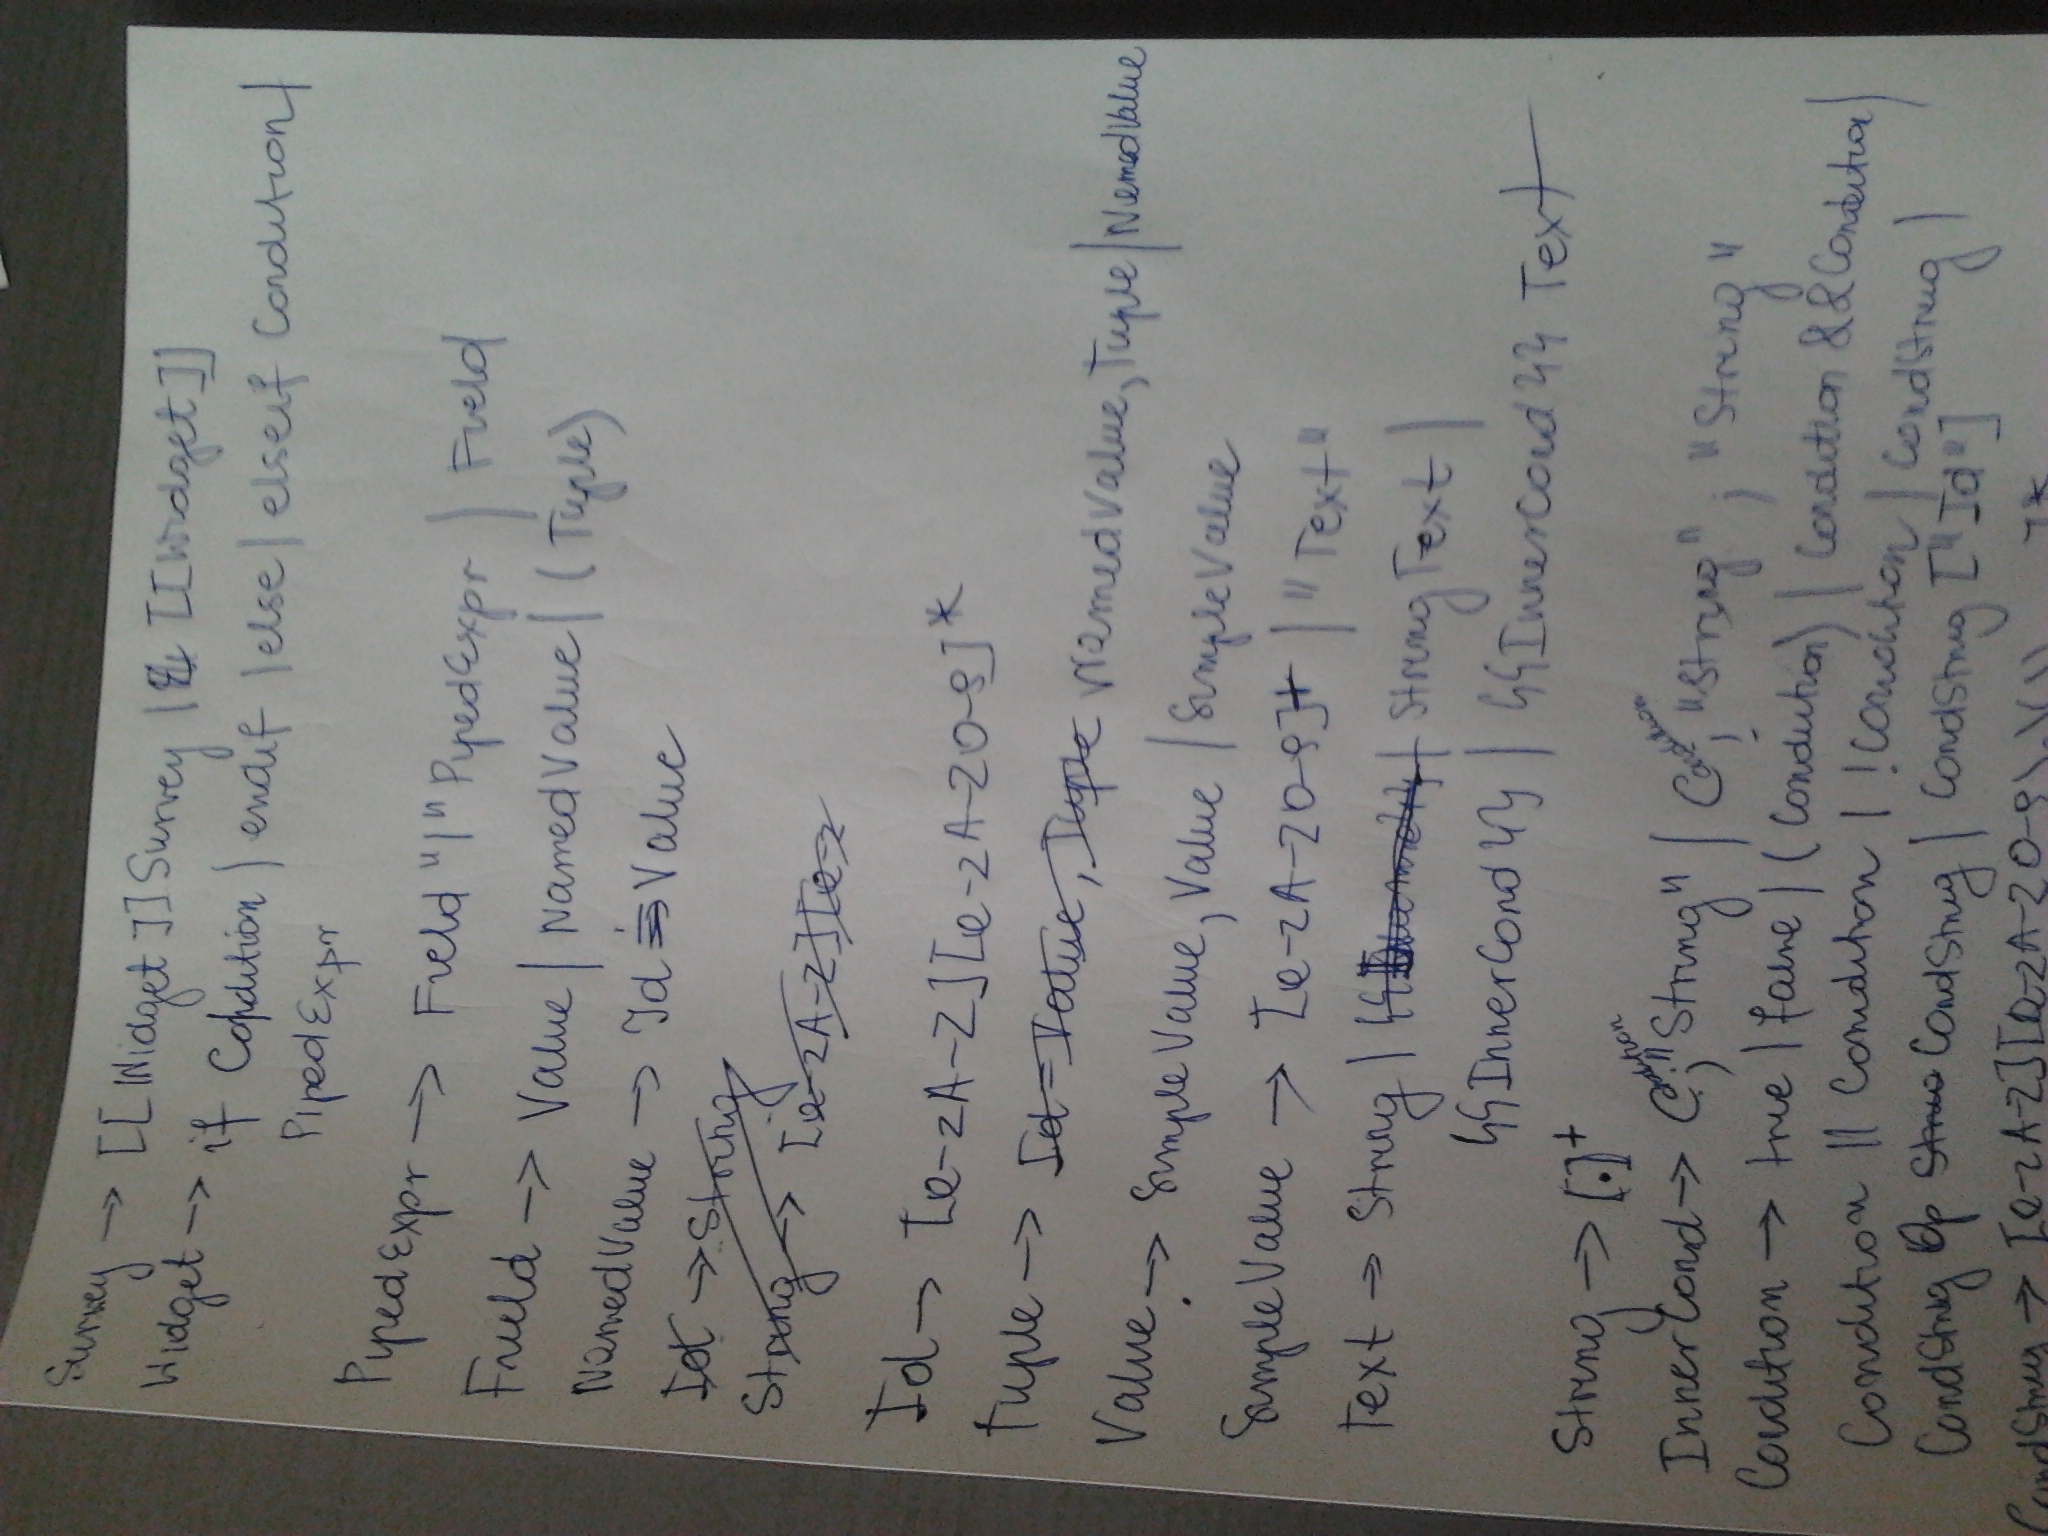 Survey → [[Widget]]Survey | [[Widget]]
Widget → if Condition | endif | else | elseif Condition |
PipedExpr
PipedExpr → Field "|" PipedExpr | Field
Field → Value | NamedValue | (Tuple)
NamedValue → Id = Value
Id → String
String → [a-zA-Z][a-z
Id → [a-zA-Z][a-zA-Z0-9]*
Tuple → Id = Value, Tuple NamedValue, Tuple | NamedValue
Value → SimpleValue, Value | SimpleValue
SimpleValue → [a-zA-Z0-9]+ | "Text"
Text → String | String Text |
{{InnerCond}} | {{InnerCond}} Text
String → [.]+
InnerCond → Condition, "String" | Condition, "String", "String"
Condition → true | false | (Condition) | Condition && Condition |
Condition || Condition | !Condition | CondString |
CondString Op CondString | CondString ["Id"]
CondString → [a-zA-Z][a-zA-Z0-9